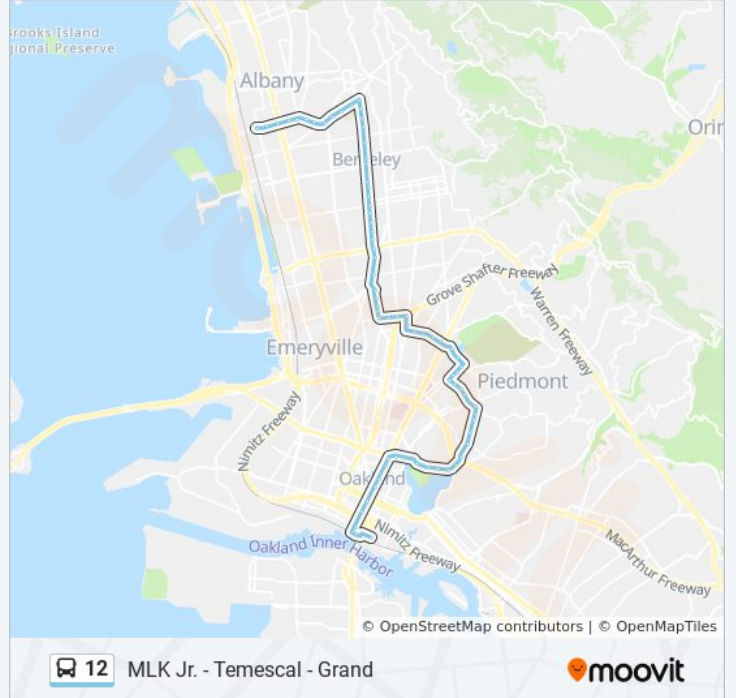 Brooks Island
gional Preserve
Albany
Orin
Berkeley
Grove Shafter Freeway
Warren Freeway
Emeryville
Piedmont
Nimitz Freeway
Oakland
Nimitz Freeway
Oakland Inner Harbor
MacArthur Freeway
© OpenStreetMap contributors | © OpenMapTiles
12 MLK Jr. - Temescal - Grand
moovit